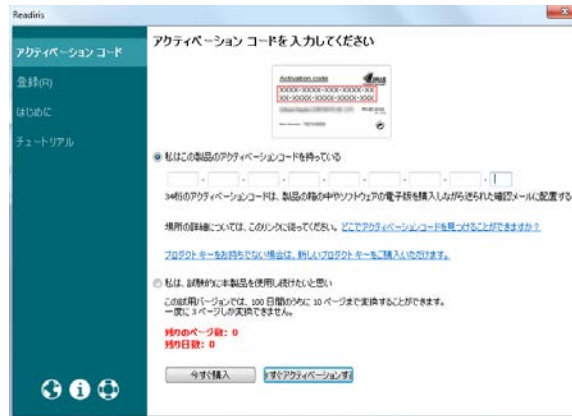 Readiris
アクティベーション コード
登録(R)
はじめに
チュートリアル
アクティベーション コードを入力してください
Activation code
XXXX-XXXX-XXX-XXXX-XX
XX-XXXX-XXXX-XXXX-XX
私はこの製品のアクティベーションコードを持っている
- - - - - - -
34桁のアクティベーションコードは、製品の箱の中やソフトウェアの電子版を購入しながら送られた確認メールに配置する
場所の詳細については、このリンクに従ってください。 どこでアクティベーションコードを見つけることができますか?
プロダクト キーをお持ちでない場合は、新しいプロダクト キーをご購入いただけます。
私は、試験的に本製品を使用し続けたいと思い
この試用バージョンでは、100 日間のうちに 10 ページまで変換することができます。
一度に 3 ページしか変換できません。
残りのページ数: 0
残り日数: 0
今すぐ購入
すぐアクティベーションす